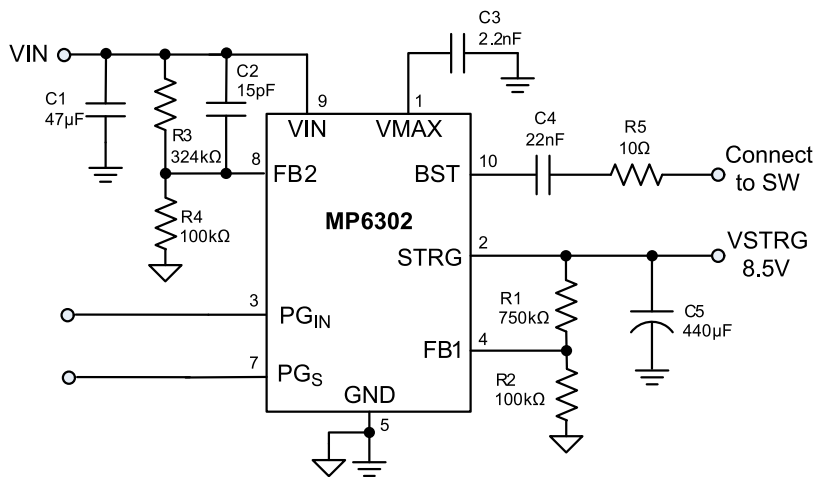 C3
2.2nF
VIN
C2
15pF
C1
47µF
R3
324kΩ
9
1
VIN
VMAX
C4
22nF
R5
10Ω
8
FB2
10
BST
Connect
to SW
R4
100kΩ
MP6302
2
STRG
VSTRG
8.5V
3
PGIN
R1
750kΩ
C5
440µF
4
FB1
7
PGS
R2
100kΩ
GND
5